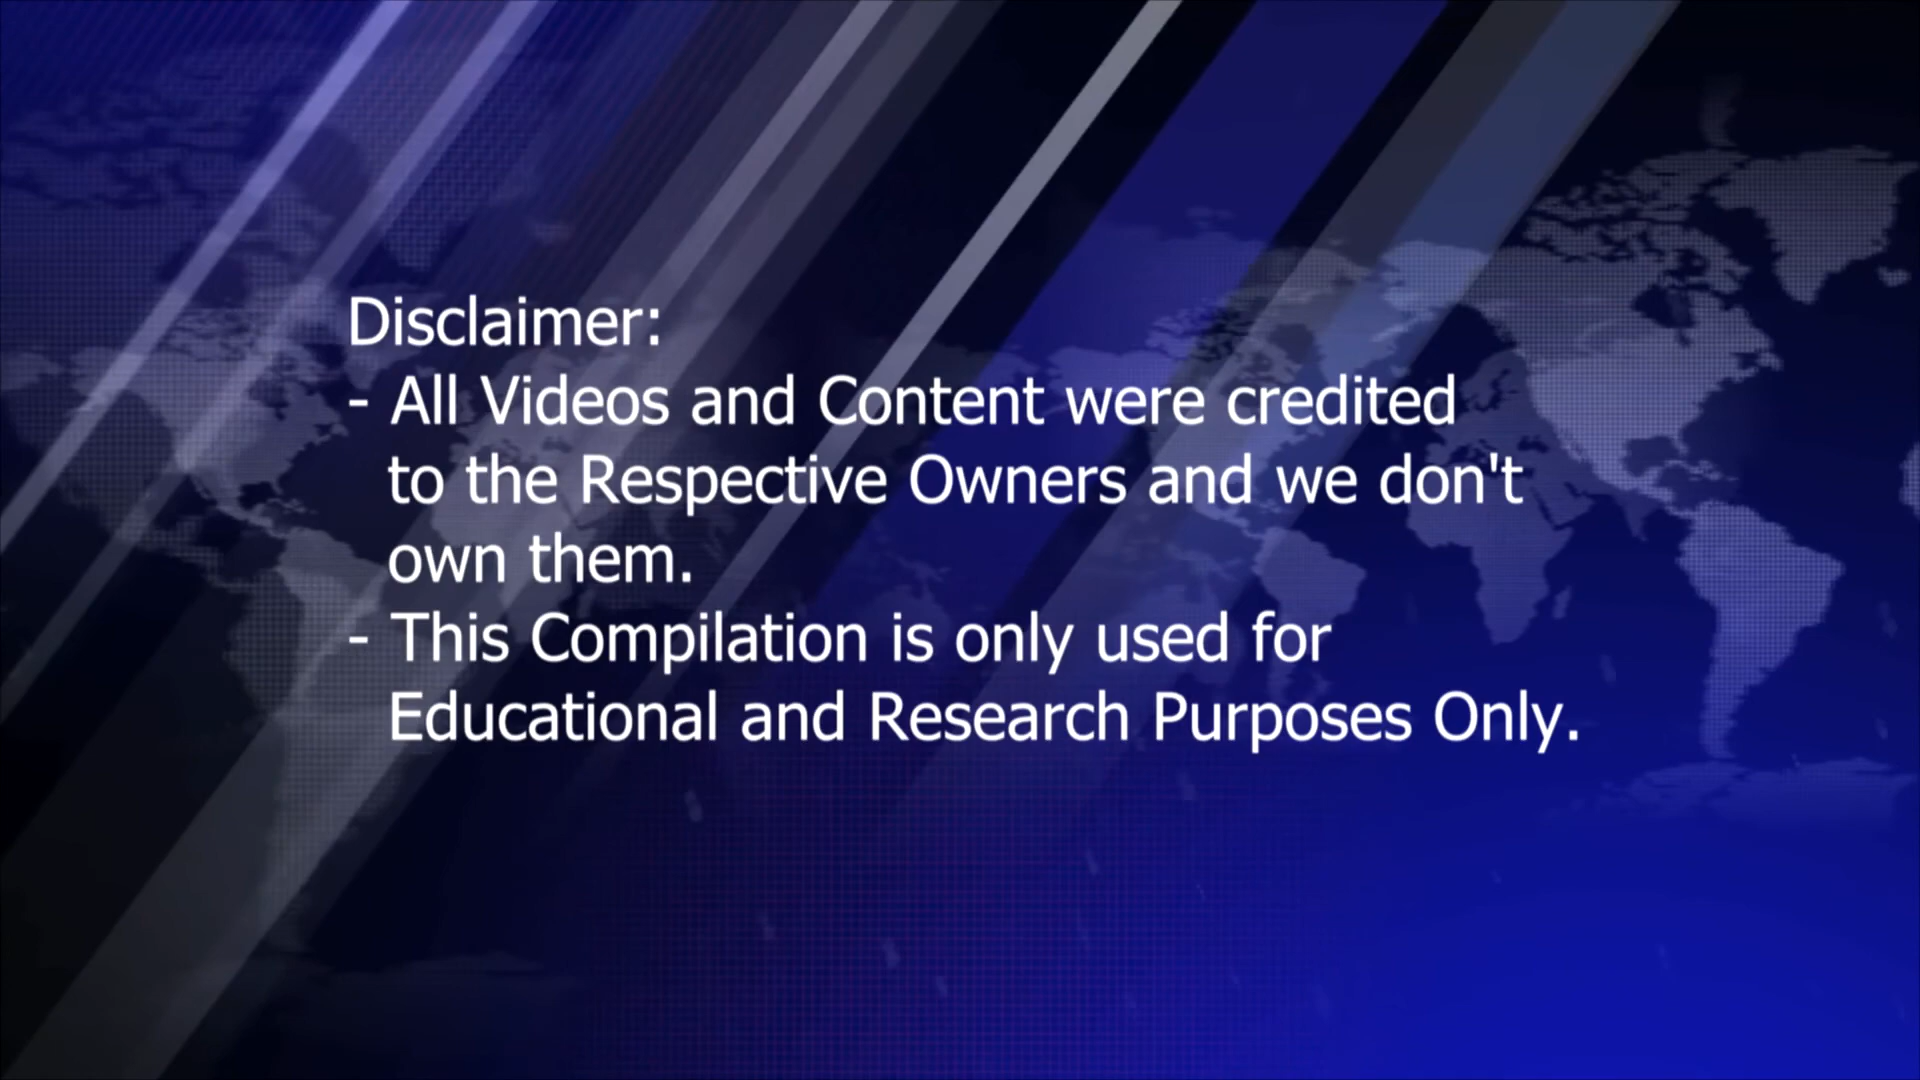 Disclaimer:
- All Videos and Content were credited
to the Respective Owners and we don't
own them.
- This Compilation is only used for
Educational and Research Purposes Only.